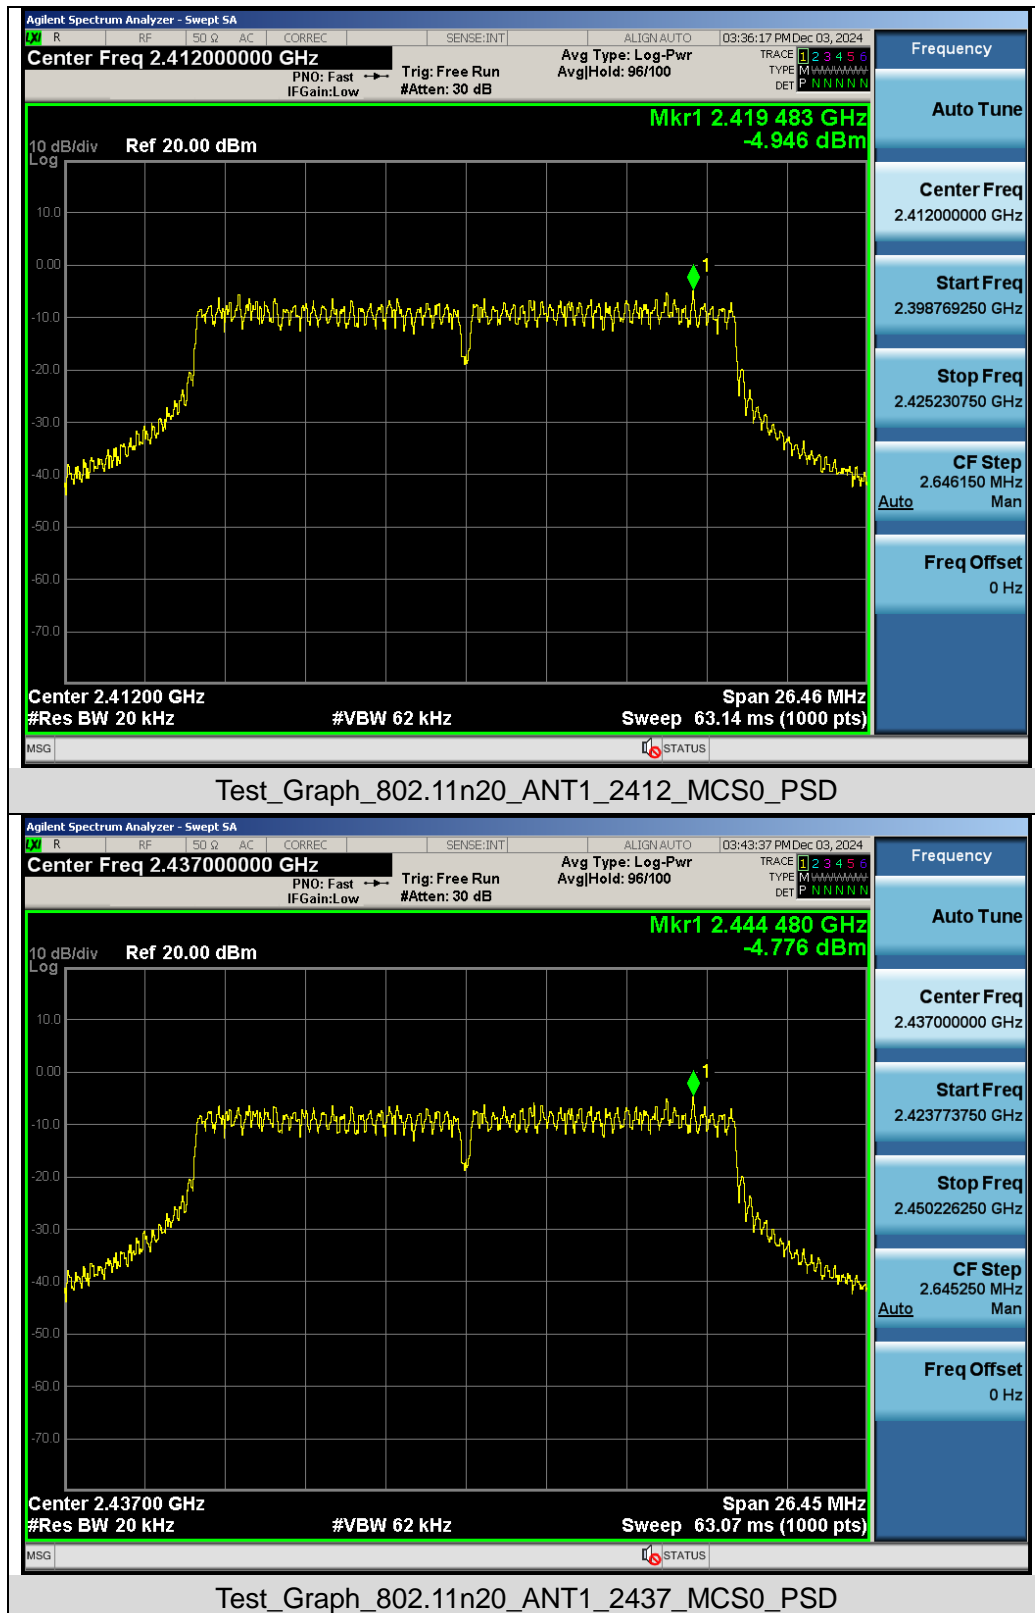 Agilent Spectrum Analyzer - Swept SA
LXI R RF 50 Ω AC CORREC SENSE:INT ALIGN AUTO 03:36:17 PM Dec 03, 2024
Center Freq 2.412000000 GHz
PNO: Fast
IFGain:Low
Trig: Free Run
#Atten: 30 dB
Avg Type: Log-Pwr
Avg|Hold: 96/100
TRACE 1 2 3 4 5 6
TYPE M WWWWW
DET P N N N N N
Mkr1 2.419 483 GHz
-4.946 dBm
10 dB/div Ref 20.00 dBm
Log
10.0
0.00
1
-10.0
-20.0
-30.0
-40.0
-50.0
-60.0
-70.0
Center 2.41200 GHz Span 26.46 MHz
#Res BW 20 kHz #VBW 62 kHz Sweep 63.14 ms (1000 pts)
MSG STATUS
Frequency
Auto Tune
Center Freq
2.412000000 GHz
Start Freq
2.398769250 GHz
Stop Freq
2.425230750 GHz
CF Step
2.646150 MHz
Auto Man
Freq Offset
0 Hz
Test_Graph_802.11n20_ANT1_2412_MCS0_PSD
Agilent Spectrum Analyzer - Swept SA
LXI R RF 50 Ω AC CORREC SENSE:INT ALIGN AUTO 03:43:37 PM Dec 03, 2024
Center Freq 2.437000000 GHz
PNO: Fast
IFGain:Low
Trig: Free Run
#Atten: 30 dB
Avg Type: Log-Pwr
Avg|Hold: 96/100
TRACE 1 2 3 4 5 6
TYPE M WWWWW
DET P N N N N N
Mkr1 2.444 480 GHz
-4.776 dBm
10 dB/div Ref 20.00 dBm
Log
10.0
0.00
1
-10.0
-20.0
-30.0
-40.0
-50.0
-60.0
-70.0
Center 2.43700 GHz Span 26.45 MHz
#Res BW 20 kHz #VBW 62 kHz Sweep 63.07 ms (1000 pts)
MSG STATUS
Frequency
Auto Tune
Center Freq
2.437000000 GHz
Start Freq
2.423773750 GHz
Stop Freq
2.450226250 GHz
CF Step
2.645250 MHz
Auto Man
Freq Offset
0 Hz
Test_Graph_802.11n20_ANT1_2437_MCS0_PSD